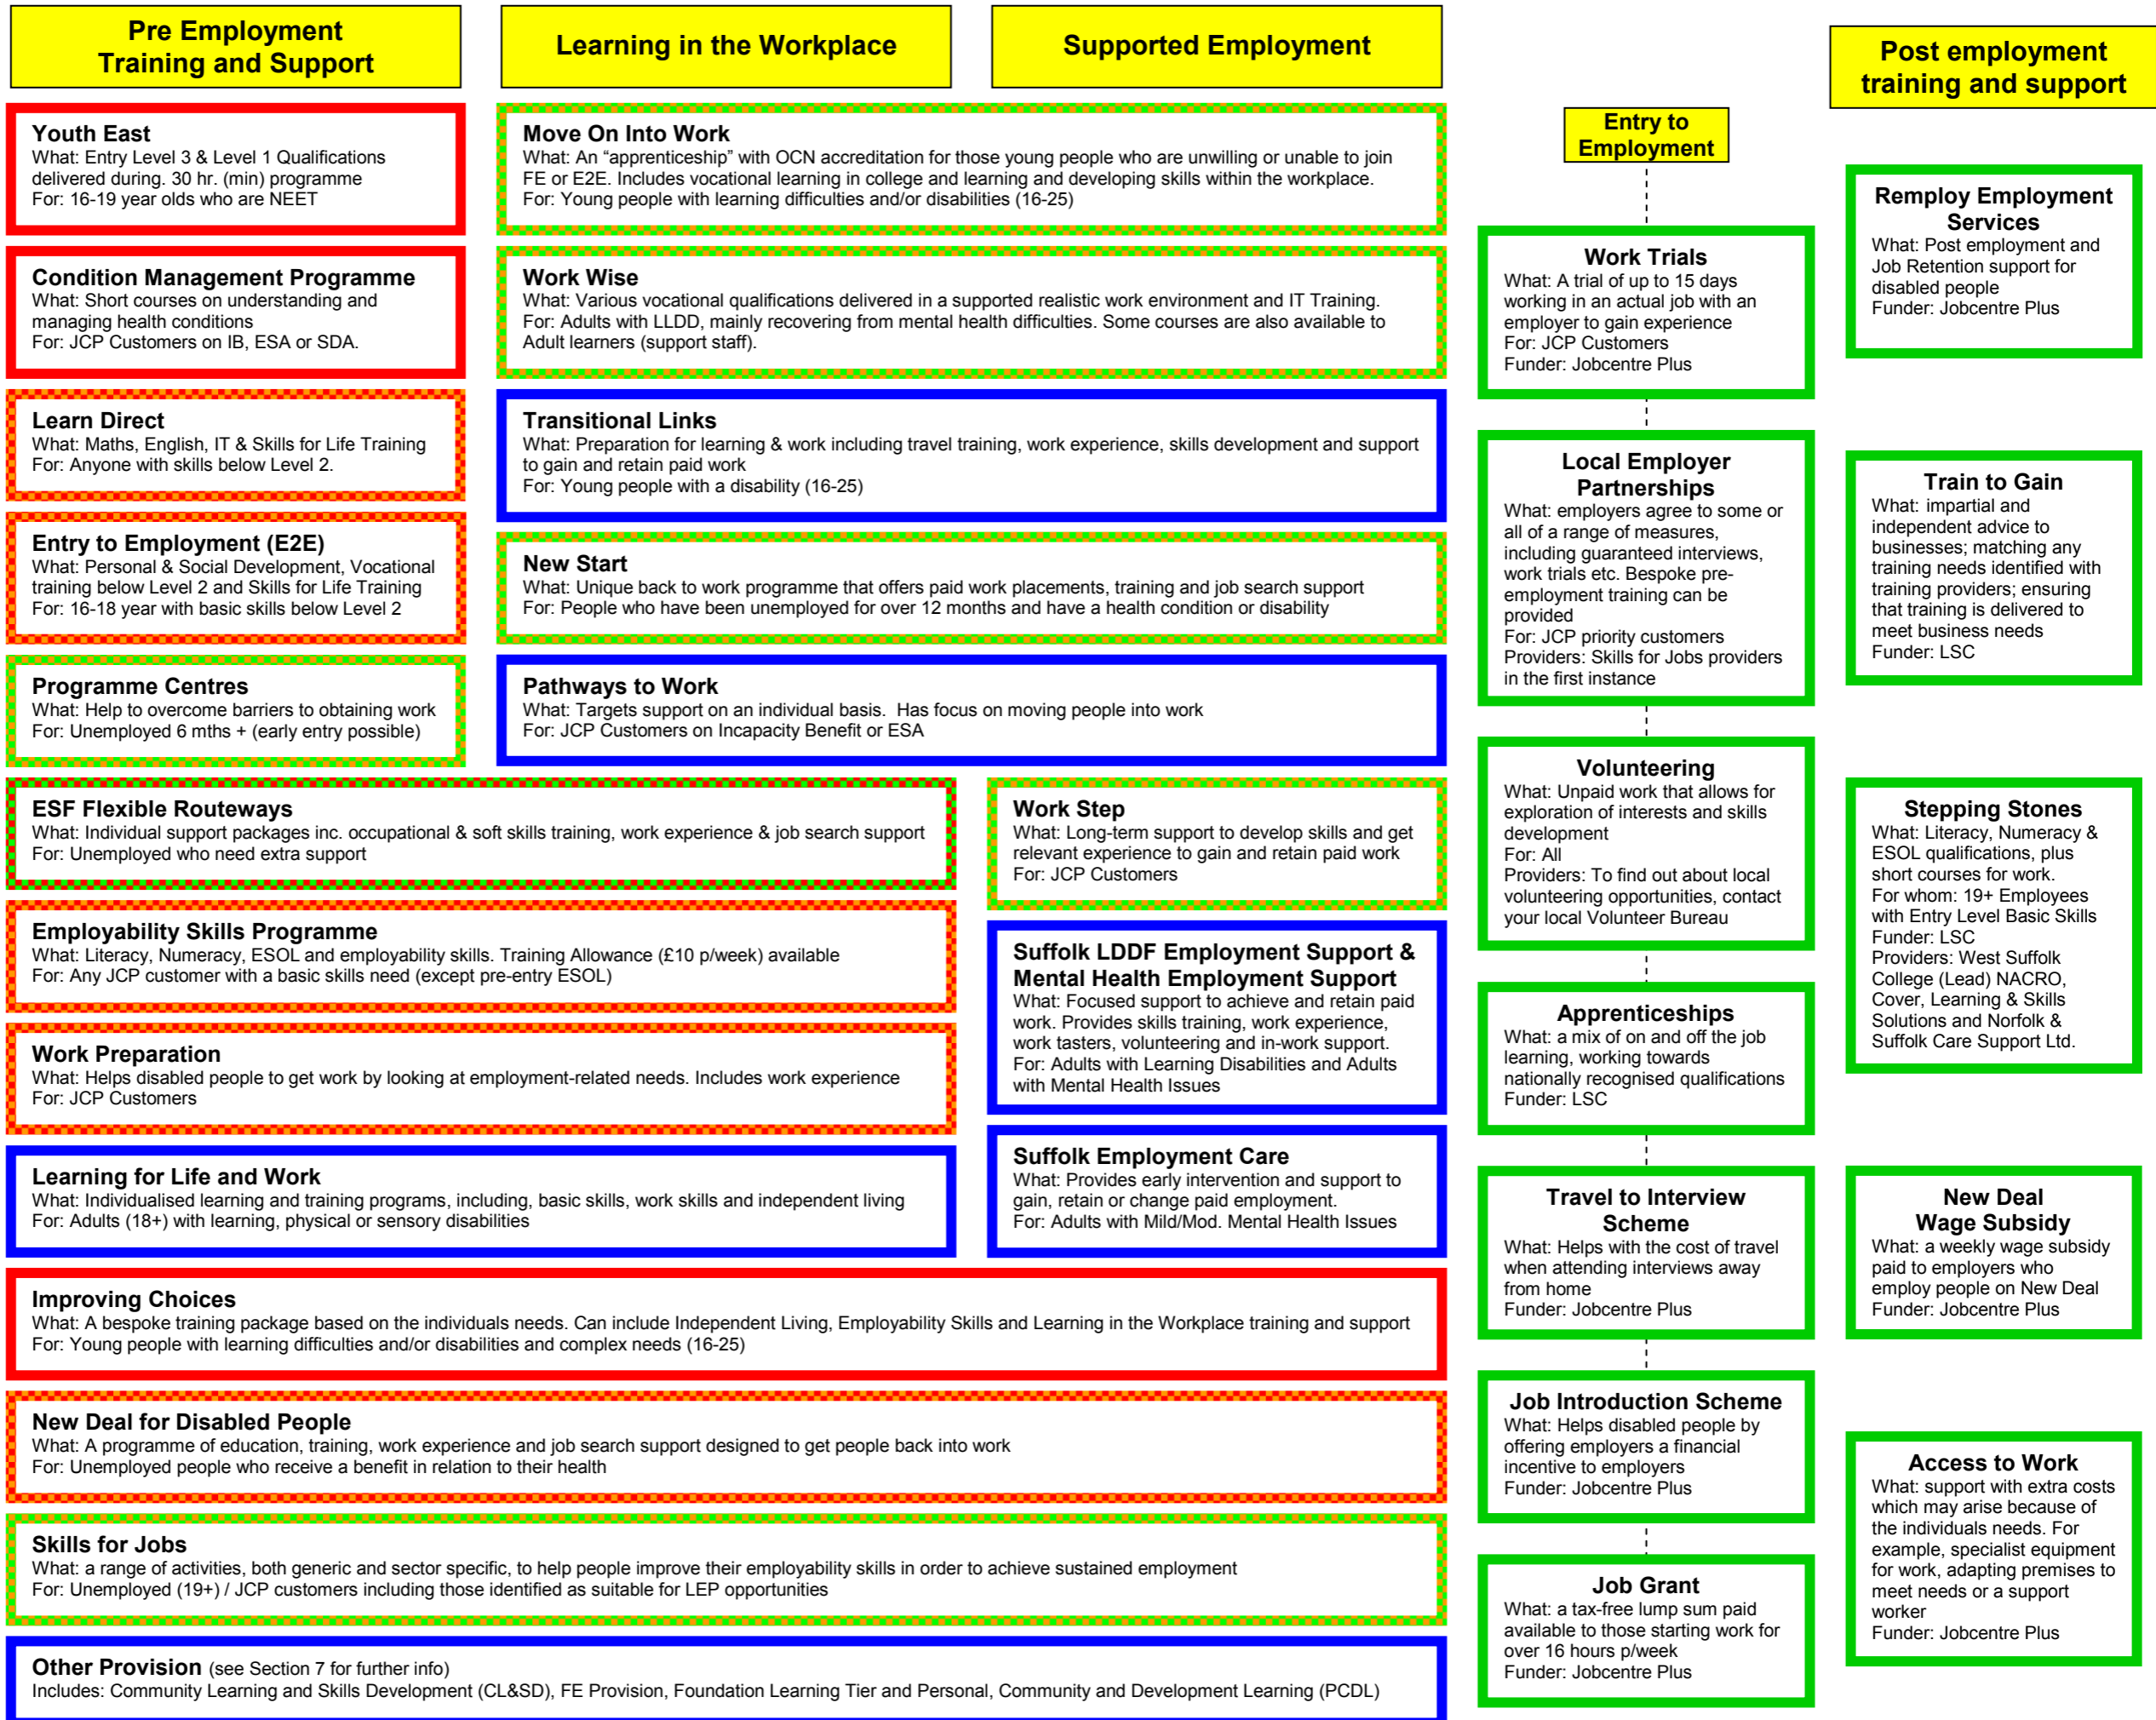 Pre Employment
Training and Support
Learning in the Workplace
Supported Employment
Post employment
training and support
Youth East
What: Entry Level 3 & Level 1 Qualifications
delivered during. 30 hr. (min) programme
For: 16-19 year olds who are NEET
Condition Management Programme
What: Short courses on understanding and
managing health conditions
For: JCP Customers on IB, ESA or SDA.
Learn Direct
What: Maths, English, IT & Skills for Life Training
For: Anyone with skills below Level 2.
Entry to Employment (E2E)
What: Personal & Social Development, Vocational
training below Level 2 and Skills for Life Training
For: 16-18 year with basic skills below Level 2
Programme Centres
What: Help to overcome barriers to obtaining work
For: Unemployed 6 mths + (early entry possible)
Move On Into Work
What: An “apprenticeship” with OCN accreditation for those young people who are unwilling or unable to join
FE or E2E. Includes vocational learning in college and learning and developing skills within the workplace.
For: Young people with learning difficulties and/or disabilities (16-25)
Work Wise
What: Various vocational qualifications delivered in a supported realistic work environment and IT Training.
For: Adults with LLDD, mainly recovering from mental health difficulties. Some courses are also available to
Adult learners (support staff).
Transitional Links
What: Preparation for learning & work including travel training, work experience, skills development and support
to gain and retain paid work
For: Young people with a disability (16-25)
New Start
What: Unique back to work programme that offers paid work placements, training and job search support
For: People who have been unemployed for over 12 months and have a health condition or disability
Pathways to Work
What: Targets support on an individual basis.  Has focus on moving people into work
For: JCP Customers on Incapacity Benefit or ESA
ESF Flexible Routeways
What: Individual support packages inc. occupational & soft skills training, work experience & job search support
For: Unemployed who need extra support
Employability Skills Programme
What: Literacy, Numeracy, ESOL and employability skills. Training Allowance (£10 p/week) available
For: Any JCP customer with a basic skills need (except pre-entry ESOL)
Work Preparation
What: Helps disabled people to get work by looking at employment-related needs. Includes work experience
For: JCP Customers
Learning for Life and Work
What: Individualised learning and training programs, including, basic skills, work skills and independent living
For: Adults (18+) with learning, physical or sensory disabilities
Work Step
What: Long-term support to develop skills and get
relevant experience to gain and retain paid work
For: JCP Customers
Suffolk LDDF Employment Support &
Mental Health Employment Support
What: Focused support to achieve and retain paid
work. Provides skills training, work experience,
work tasters, volunteering and in-work support.
For: Adults with Learning Disabilities and Adults
with Mental Health Issues
Suffolk Employment Care
What: Provides early intervention and support to
gain, retain or change paid employment.
For: Adults with Mild/Mod. Mental Health Issues
Improving Choices
What: A bespoke training package based on the individuals needs. Can include Independent Living, Employability Skills and Learning in the Workplace training and support
For: Young people with learning difficulties and/or disabilities and complex needs (16-25)
New Deal for Disabled People
What: A programme of education, training, work experience and job search support designed to get people back into work
For: Unemployed people who receive a benefit in relation to their health
Skills for Jobs
What: a range of activities, both generic and sector specific, to help people improve their employability skills in order to achieve sustained employment
For: Unemployed (19+) / JCP customers including those identified as suitable for LEP opportunities
Other Provision (see Section 7 for further info)
Includes: Community Learning and Skills Development (CL&SD), FE Provision, Foundation Learning Tier and Personal, Community and Development Learning (PCDL)
Entry to
Employment
Work Trials
What: A trial of up to 15 days
working in an actual job with an
employer to gain experience
For: JCP Customers
Funder: Jobcentre Plus
Local Employer
Partnerships
What: employers agree to some or
all of a range of measures,
including guaranteed interviews,
work trials etc. Bespoke pre-
employment training can be
provided
For: JCP priority customers
Providers: Skills for Jobs providers
in the first instance
Volunteering
What: Unpaid work that allows for
exploration of interests and skills
development
For: All
Providers: To find out about local
volunteering opportunities, contact
your local Volunteer Bureau
Apprenticeships
What: a mix of on and off the job
learning, working towards
nationally recognised qualifications
Funder: LSC
Travel to Interview
Scheme
What: Helps with the cost of travel
when attending interviews away
from home
Funder: Jobcentre Plus
Job Introduction Scheme
What: Helps disabled people by
offering employers a financial
incentive to employers
Funder: Jobcentre Plus
Job Grant
What: a tax-free lump sum paid
available to those starting work for
over 16 hours p/week
Funder: Jobcentre Plus
Remploy Employment
Services
What: Post employment and
Job Retention support for
disabled people
Funder: Jobcentre Plus
Train to Gain
What: impartial and
independent advice to
businesses; matching any
training needs identified with
training providers; ensuring
that training is delivered to
meet business needs
Funder: LSC
Stepping Stones
What: Literacy, Numeracy &
ESOL qualifications, plus
short courses for work.
For whom: 19+ Employees
with Entry Level Basic Skills
Funder: LSC
Providers: West Suffolk
College (Lead) NACRO,
Cover, Learning & Skills
Solutions and Norfolk &
Suffolk Care Support Ltd.
New Deal
Wage Subsidy
What: a weekly wage subsidy
paid to employers who
employ people on New Deal
Funder: Jobcentre Plus
Access to Work
What: support with extra costs
which may arise because of
the individuals needs. For
example, specialist equipment
for work, adapting premises to
meet needs or a support
worker
Funder: Jobcentre Plus